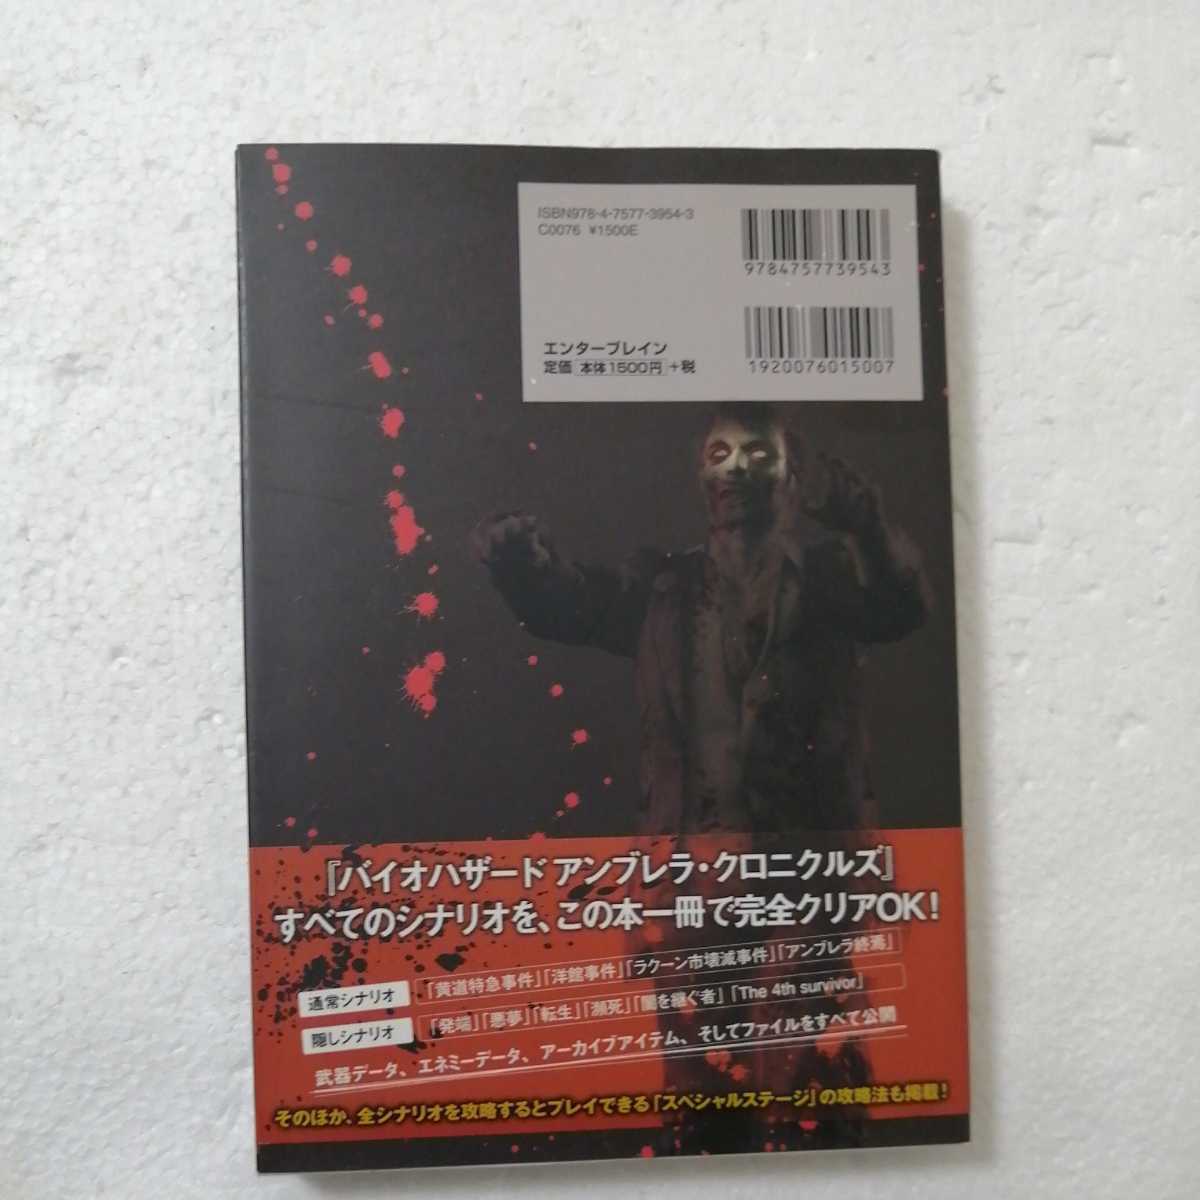 ISBN978-4-7577-3954-3
C0076 ¥1500E
9784757739543
エンターブレイン
定価 本体1500円 +税
1920076015007
『バイオハザード アンブレラ・クロニクルズ』
すべてのシナリオを、この本一冊で完全クリアOK!
通常シナリオ 「黄道特急事件」「洋館事件」「ラクーン市壊滅事件」「アンブレラ終焉」
隠しシナリオ 「発端」「悪夢」「転生」「瀕死」「闇を継ぐ者」「The 4th survivor」
武器データ、エネミーデータ、アーカイブアイテム、そしてファイルをすべて公開
そのほか、全シナリオを攻略するとプレイできる「スペシャルステージ」の攻略法も掲載!